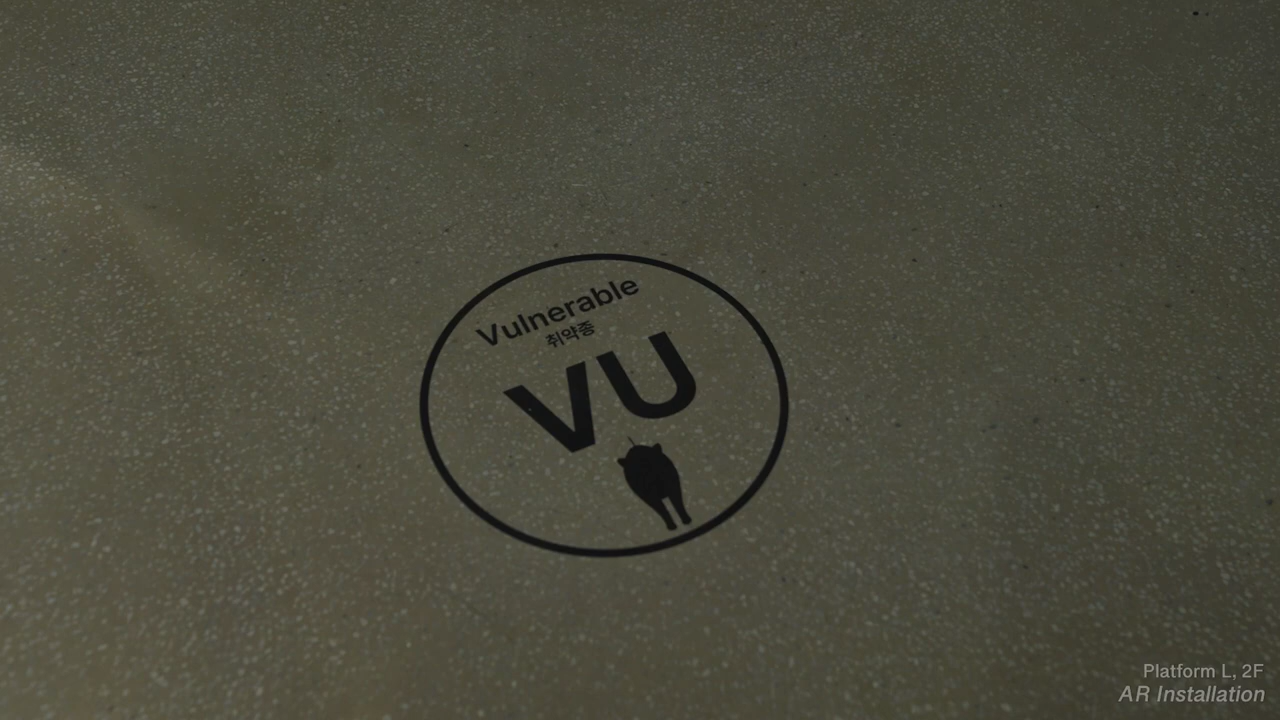 Vulnerable
취약종
VU
Platform L, 2F
AR Installation